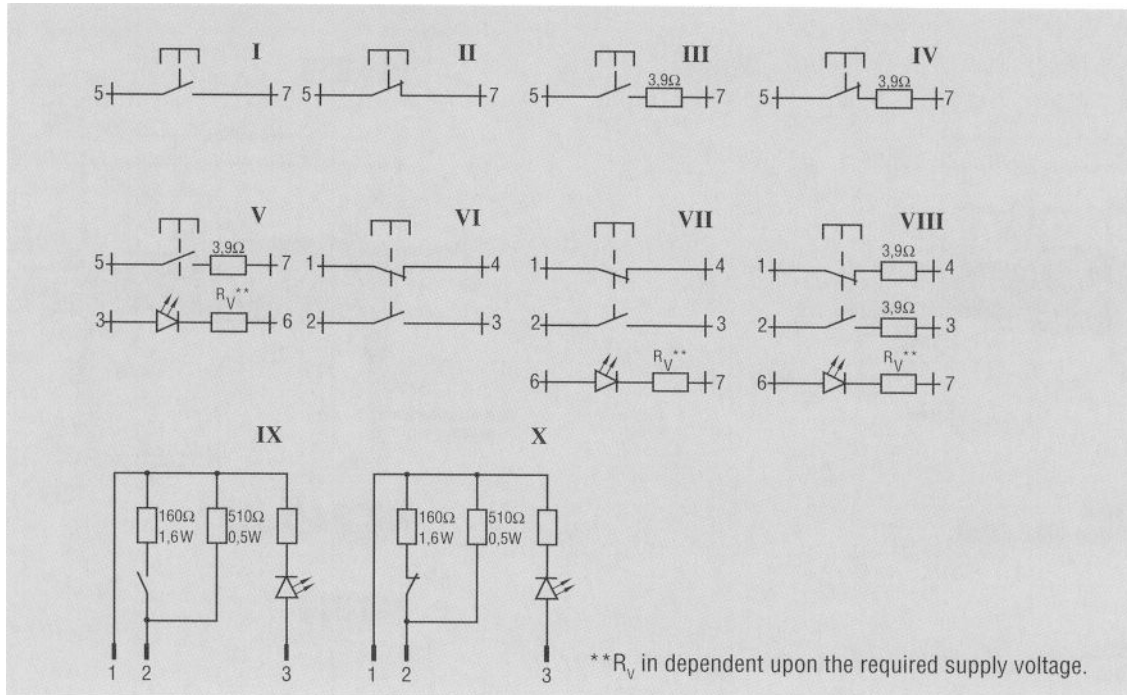 I II III IV
5 7 5 7 5 3,9Ω 7 5 3,9Ω 7
V VI VII VIII
5 3,9Ω 7 1 4 1 4 1 3,9Ω 4
3 RV** 6 2 3 2 3 2 3,9Ω 3
6 RV** 7 6 RV** 7
IX X
160Ω 510Ω 160Ω 510Ω
1,6W 0,5W 1,6W 0,5W
1 2 3 1 2 3
**RV in dependent upon the required supply voltage.